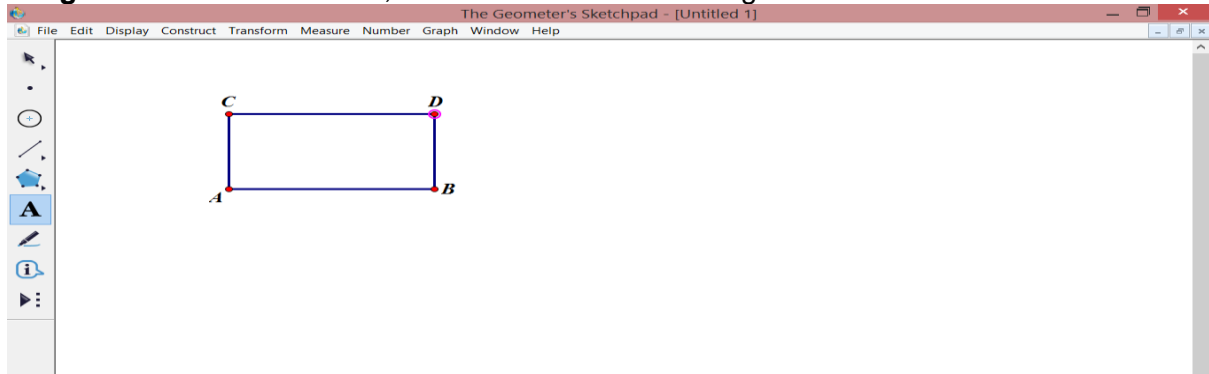 The Geometer's Sketchpad - [Untitled 1]
File Edit Display Construct Transform Measure Number Graph Window Help
C D
A B
A